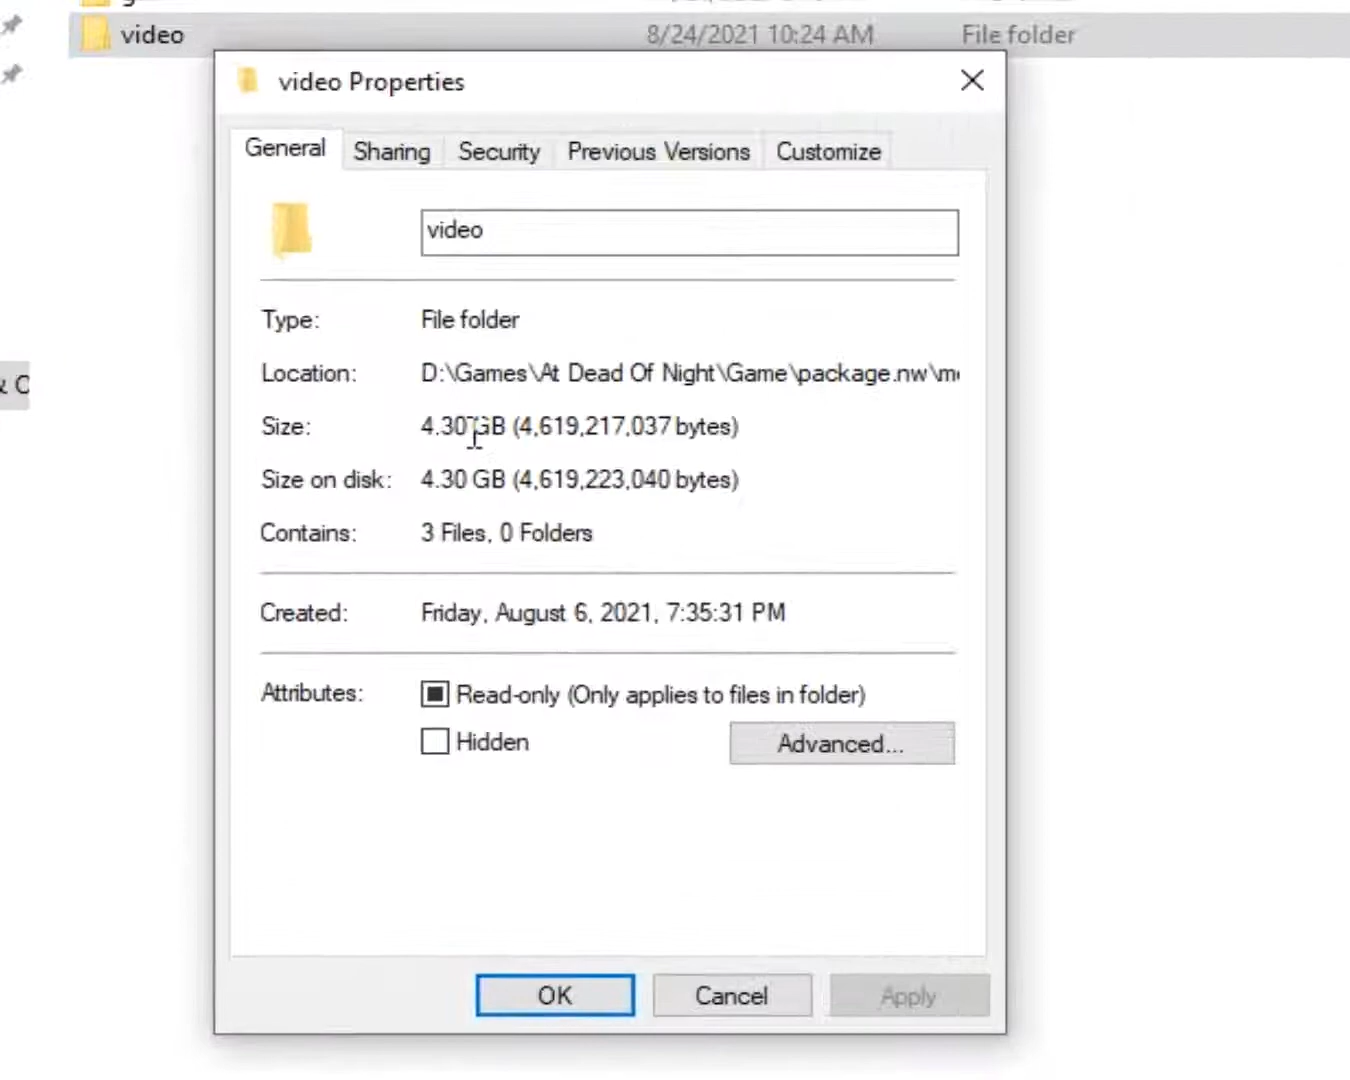 video 8/24/2021 10:24 AM File folder
video Properties
General Sharing Security Previous Versions Customize
video
Type: File folder
Location: D:\Games\At Dead Of Night\Game\package.nw\m
Size: 4.30 GB (4,619,217,037 bytes)
Size on disk: 4.30 GB (4,619,223,040 bytes)
& C
Contains: 3 Files, 0 Folders
Created: Friday, August 6, 2021, 7:35:31 PM
Attributes: Read-only (Only applies to files in folder)
Hidden Advanced...
OK Cancel Apply